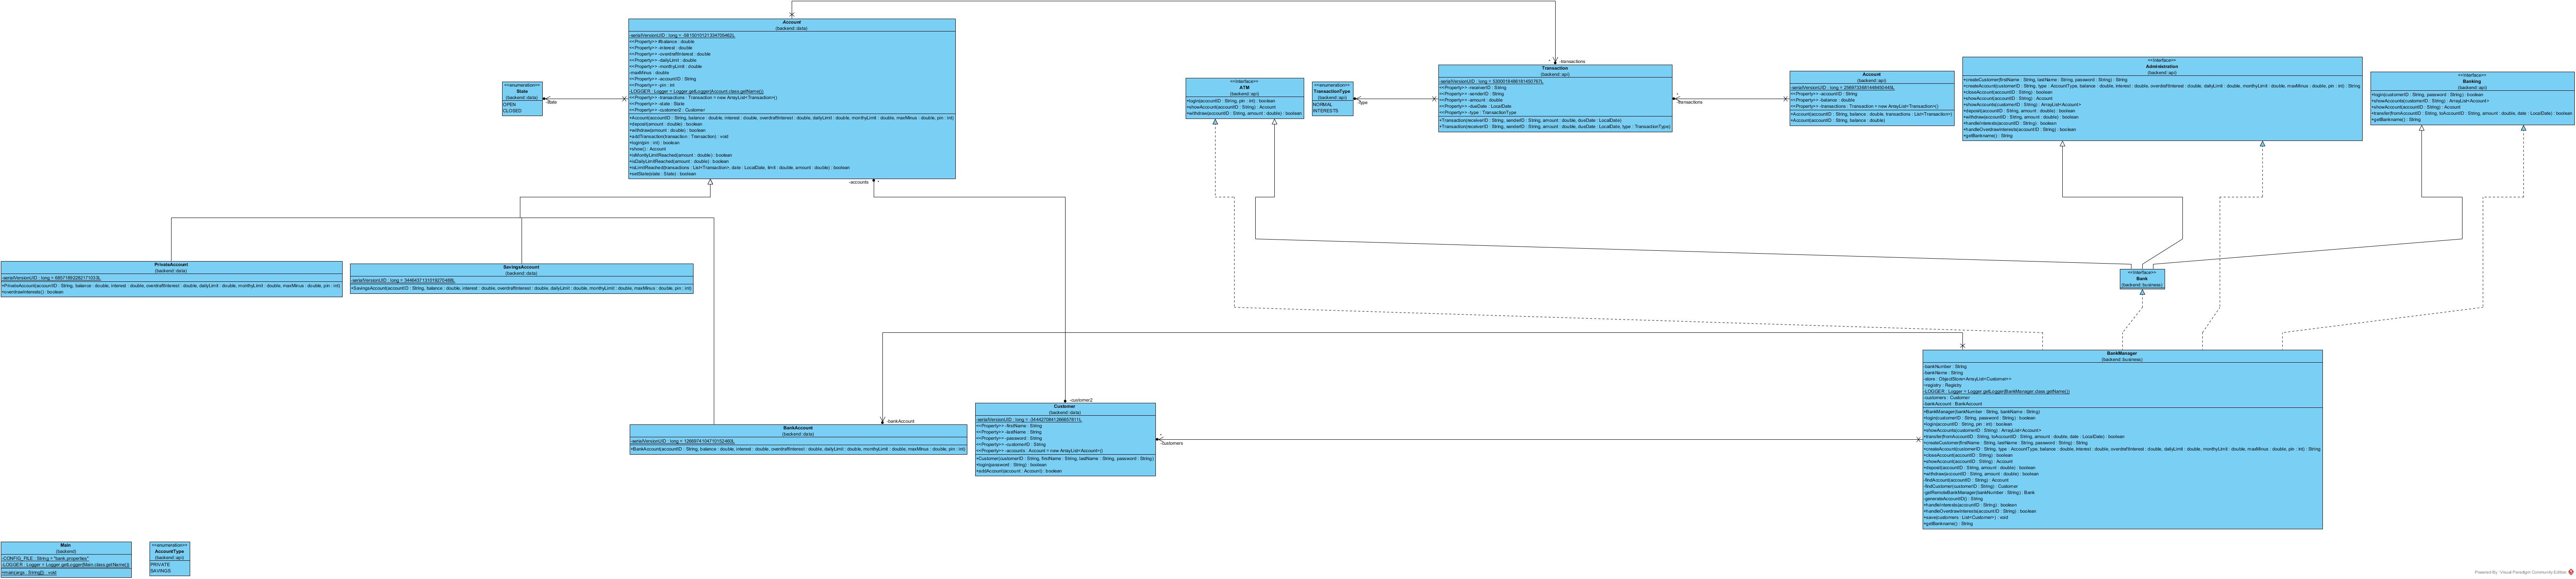 Account
(backend::data)
<<Property>> #balance : double
<<Property>> -interest : double
<<Property>> -overdraftInterest : double
<<Property>> -dailyLimit : double
<<Property>> -monthyLimit : double
-maxMinus : double
<<Property>> -accountID : String
<<Property>> -pin : int
-LOGGER : Logger = Logger.getLogger(Account.class.getName())
<<Property>> -transactions : Transaction = new ArrayList<Transaction>()
<<Property>> -state : State
<<Property>> -customer2 : Customer
+Account(accountID : String, balance : double, interest : double, overdraftInterest : double, dailyLimit : double, monthyLimit : double, maxMinus : double, pin : int)
+deposit(amount : double) : boolean
+withdraw(amount : double) : boolean
+addTransaction(transaction : Transaction) : void
+login(pin : int) : boolean
+show() : Account
+isMontyLimitReached(amount : double) : boolean
+isDailyLimitReached(amount : double) : boolean
+isLimitReached(transactions : List<Transaction>, date : LocalDate, limit : double, amount : double) : boolean
+setState(state : State) : boolean
<<enumeration>>
State
(backend::data)
OPEN
CLOSED
-state
<<Interface>>
ATM
(backend::api)
+login(accountID : String, pin : int) : boolean
+showAccount(accountID : String) : Account
+withdraw(accountID : String, amount : double) : boolean
<<enumeration>>
TransactionType
(backend::api)
NORMAL
INTERESTS
-type
* -transactions
Transaction
(backend::api)
<<Property>> -receiverID : String
<<Property>> -senderID : String
<<Property>> -amount : double
<<Property>> -dueDate : LocalDate
<<Property>> -type : TransactionType
+Transaction(receiverID : String, senderID : String, amount : double, dueDate : LocalDate)
+Transaction(receiverID : String, senderID : String, amount : double, dueDate : LocalDate, type : TransactionType)
*
-transactions
Account
(backend::api)
<<Property>> -accountID : String
<<Property>> -balance : double
<<Property>> -transactions : Transaction = new ArrayList<Transaction>()
+Account(accountID : String, balance : double, transactions : List<Transaction>)
+Account(accountID : String, balance : double)
<<Interface>>
Administration
(backend::api)
+createCustomer(firstName : String, lastName : String, password : String) : String
+createAccount(customerID : String, type : AccountType, balance : double, interest : double, overdraftInterest : double, dailyLimit : double, monthlyLimit : double, maxMinus : double, pin : int) : String
+closeAccount(accountID : String) : boolean
+showAccount(accountID : String) : Account
+showAccounts(customerID : String) : ArrayList<Account>
+deposit(accountID : String, amount : double) : boolean
+withdraw(accountID : String, amount : double) : boolean
+handleInterests(accountID : String) : boolean
+handleOverdrawInterests(accountID : String) : boolean
+getBankname() : String
<<Interface>>
Banking
(backend::api)
+login(customerID : String, password : String) : boolean
+showAccounts(customerID : String) : ArrayList<Account>
+showAccount(accountID : String) : Account
+transfer(fromAccountID : String, toAccountID : String, amount : double, date : LocalDate) : boolean
+getBankname() : String
-accounts *
PrivateAccount
(backend::data)
+PrivateAccount(accountID : String, balance : double, interest : double, overdraftInterest : double, dailyLimit : double, monthyLimit : double, maxMinus : double, pin : int)
+overdrawInterests() : boolean
SavingsAccount
(backend::data)
+SavingsAccount(accountID : String, balance : double, interest : double, overdraftInterest : double, dailyLimit : double, monthyLimit : double, maxMinus : double, pin : int)
<<Interface>>
Bank
(backend::business)
BankManager
(backend::business)
-bankNumber : String
-bankName : String
-store : ObjectStore<ArrayList<Customer>>
-registry : Registry
-LOGGER : Logger = Logger.getLogger(BankManager.class.getName())
-customers : Customer
-bankAccount : BankAccount
+BankManager(bankNumber : String, bankName : String)
+login(customerID : String, password : String) : boolean
+login(accountID : String, pin : int) : boolean
+showAccounts(customerID : String) : ArrayList<Account>
+transfer(fromAccountID : String, toAccountID : String, amount : double, date : LocalDate) : boolean
+createCustomer(firstName : String, lastName : String, password : String) : String
+createAccount(customerID : String, type : AccountType, balance : double, interest : double, overdraftInterest : double, dailyLimit : double, monthlyLimit : double, maxMinus : double, pin : int) : String
+closeAccount(accountID : String) : boolean
+showAccount(accountID : String) : Account
+deposit(accountID : String, amount : double) : boolean
+withdraw(accountID : String, amount : double) : boolean
-findAccount(accountID : String) : Account
-findCustomer(customerID : String) : Customer
-getRemoteBankManager(bankNumber : String) : Bank
-generateAccountID() : String
+handleInterests(accountID : String) : boolean
+handleOverdrawInterests(accountID : String) : boolean
+save(customers : List<Customer>) : void
+getBankname() : String
-customer2
Customer
(backend::data)
<<Property>> -firstName : String
<<Property>> -lastName : String
<<Property>> -password : String
<<Property>> -customerID : String
<<Property>> -accounts : Account = new ArrayList<Account>()
+Customer(customerID : String, firstName : String, lastName : String, password : String)
+login(password : String) : boolean
+addAccount(account : Account) : boolean
*
-customers
-bankAccount
BankAccount
(backend::data)
+BankAccount(accountID : String, balance : double, interest : double, overdraftInterest : double, dailyLimit : double, monthyLimit : double, maxMinus : double, pin : int)
Main
(backend)
-CONFIG_FILE : String = "bank.properties"
-LOGGER : Logger = Logger.getLogger(Main.class.getName())
+main(args : String[]) : void
<<enumeration>>
AccountType
(backend::api)
PRIVATE
SAVINGS
Powered By Visual Paradigm Community Edition